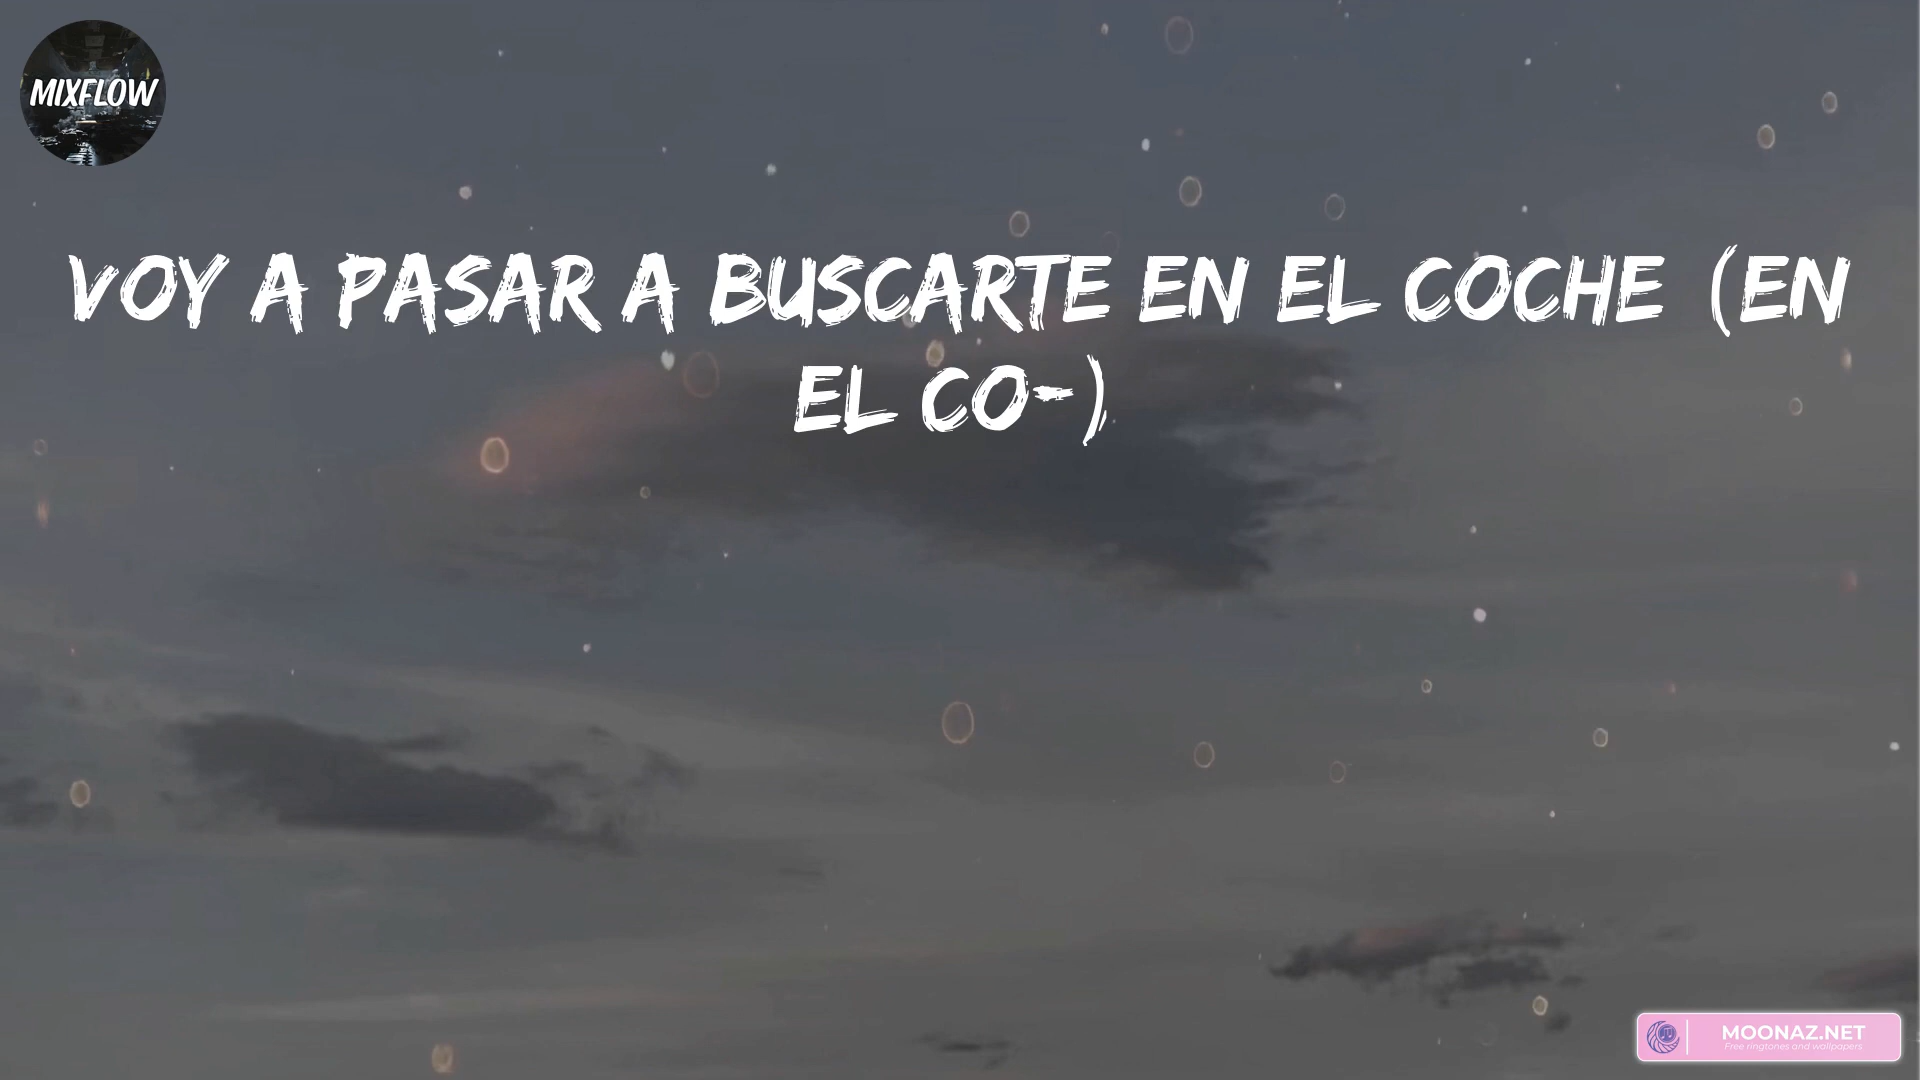 MIXFLOW
VOY A PASAR A BUSCARTE EN EL COCHE (EN
EL CO-)
MOONAZ.NET
Free ringtones and wallpapers